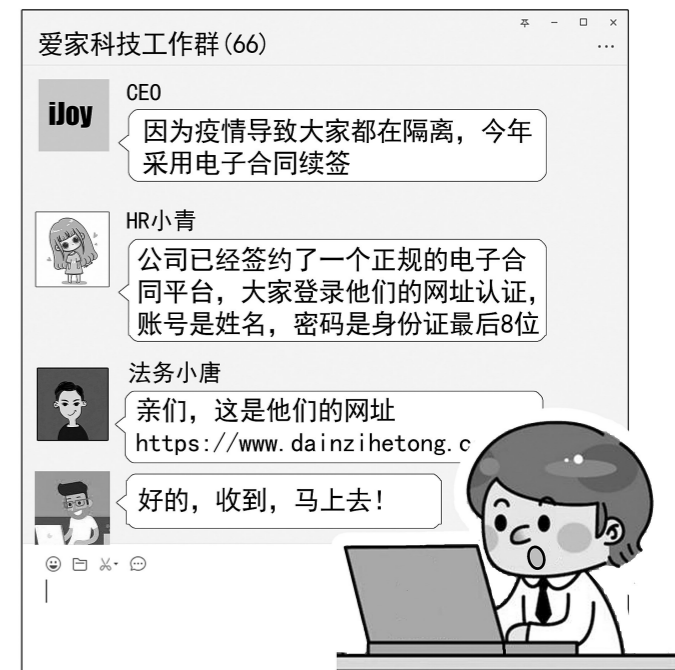 爱家科技工作群(66)
iJoy
CEO
因为疫情导致大家都在隔离，今年
采用电子合同续签
HR小青
公司已经签约了一个正规的电子合
同平台，大家登录他们的网址认证，
账号是姓名，密码是身份证最后8位
法务小唐
亲们，这是他们的网址
https://www.dainzihetong.c
好的，收到，马上去！